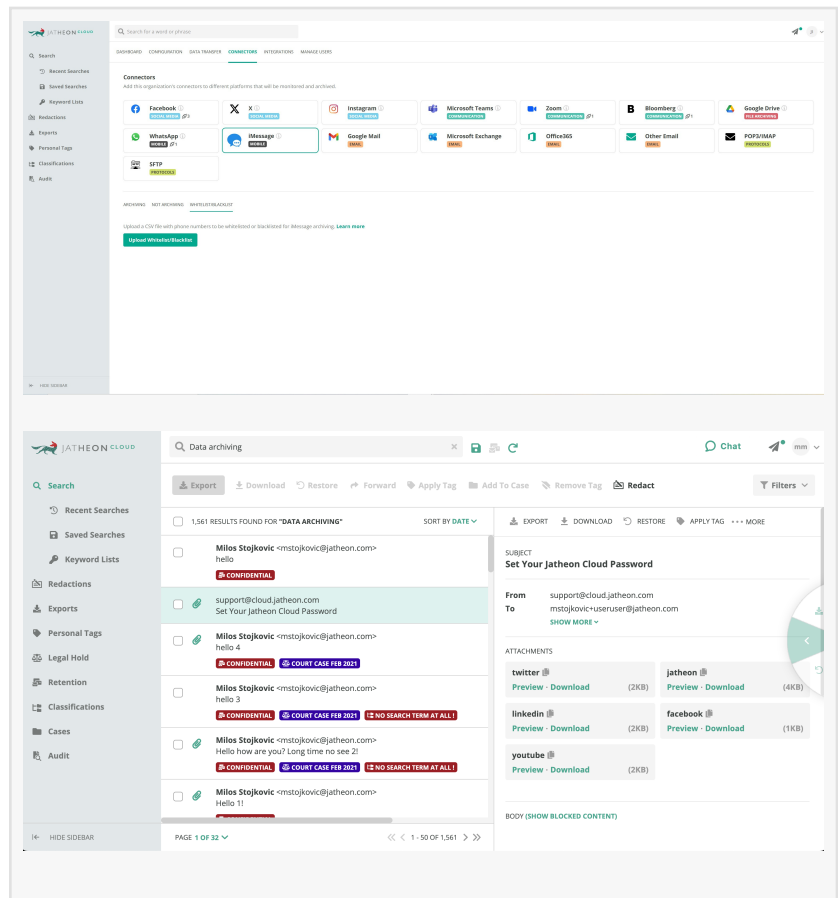 JATHEON CLOUD
Search for a word or phrase
Search
Recent Searches
Saved Searches
Keyword Lists
Redactions
Exports
Personal Tags
Classifications
Audit
HIDE SIDEBAR
DASHBOARD CONFIGURATION DATA TRANSFER CONNECTORS INTEGRATIONS MANAGE USERS
Connectors
Add this organization's connectors to different platforms that will be monitored and archived.
Facebook
SOCIAL MEDIA
X
SOCIAL MEDIA
Instagram
SOCIAL MEDIA
Microsoft Teams
COMMUNICATION
Zoom
COMMUNICATION 1
Bloomberg
COMMUNICATION 1
Google Drive
FILE ARCHIVING
WhatsApp
MOBILE 1
iMessage
MOBILE
Google Mail
EMAIL
Microsoft Exchange
EMAIL
Office365
EMAIL
Other Email
EMAIL
POP3/IMAP
PROTOCOLS
SFTP
PROTOCOLS
ARCHIVING NOT ARCHIVING WHITELIST/BLACKLIST
Upload a CSV file with phone numbers to be whitelisted or blacklisted for iMessage archiving. Learn more
Upload Whitelist/Blacklist
JATHEON CLOUD
Data archiving
Chat
mm
Search
Recent Searches
Saved Searches
Keyword Lists
Redactions
Exports
Personal Tags
Legal Hold
Retention
Classifications
Cases
Audit
HIDE SIDEBAR
Export Download Restore Forward Apply Tag Add To Case Remove Tag Redact Filters
1,561 RESULTS FOUND FOR "DATA ARCHIVING" SORT BY DATE
Milos Stojkovic <mstojkovic@jatheon.com>
hello
CONFIDENTIAL
support@cloud.jatheon.com
Set Your Jatheon Cloud Password
Milos Stojkovic <mstojkovic@jatheon.com>
hello 4
CONFIDENTIAL COURT CASE FEB 2021
Milos Stojkovic <mstojkovic@jatheon.com>
hello 3
CONFIDENTIAL COURT CASE FEB 2021 NO SEARCH TERM AT ALL !
Milos Stojkovic <mstojkovic@jatheon.com>
Hello how are you? Long time no see 2!
CONFIDENTIAL COURT CASE FEB 2021 NO SEARCH TERM AT ALL !
Milos Stojkovic <mstojkovic@jatheon.com>
Hello 1!
PAGE 1 OF 32 1 - 50 OF 1,561
EXPORT DOWNLOAD RESTORE APPLY TAG MORE
SUBJECT
Set Your Jatheon Cloud Password
From support@cloud.jatheon.com
To mstojkovic+useruser@jatheon.com
SHOW MORE
ATTACHMENTS
twitter
Preview · Download (2KB)
jatheon
Preview · Download (4KB)
linkedin
Preview · Download (2KB)
facebook
Preview · Download (1KB)
youtube
Preview · Download (2KB)
BODY (SHOW BLOCKED CONTENT)